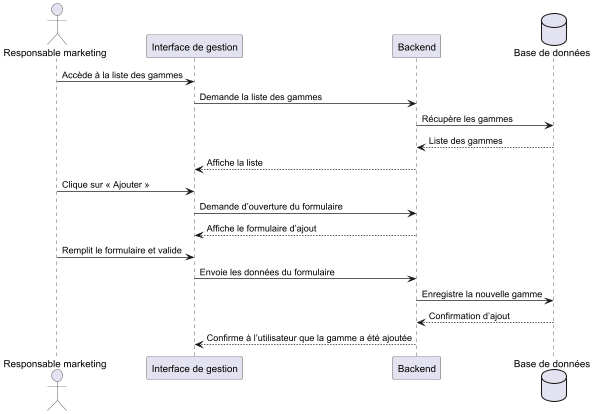 Responsable marketing
Interface de gestion
Backend
Base de données
Accède à la liste des gammes
Demande la liste des gammes
Récupère les gammes
Liste des gammes
Affiche la liste
Clique sur « Ajouter »
Demande d'ouverture du formulaire
Affiche le formulaire d'ajout
Remplit le formulaire et valide
Envoie les données du formulaire
Enregistre la nouvelle gamme
Confirmation d'ajout
Confirme à l'utilisateur que la gamme a été ajoutée
Responsable marketing
Interface de gestion
Backend
Base de données